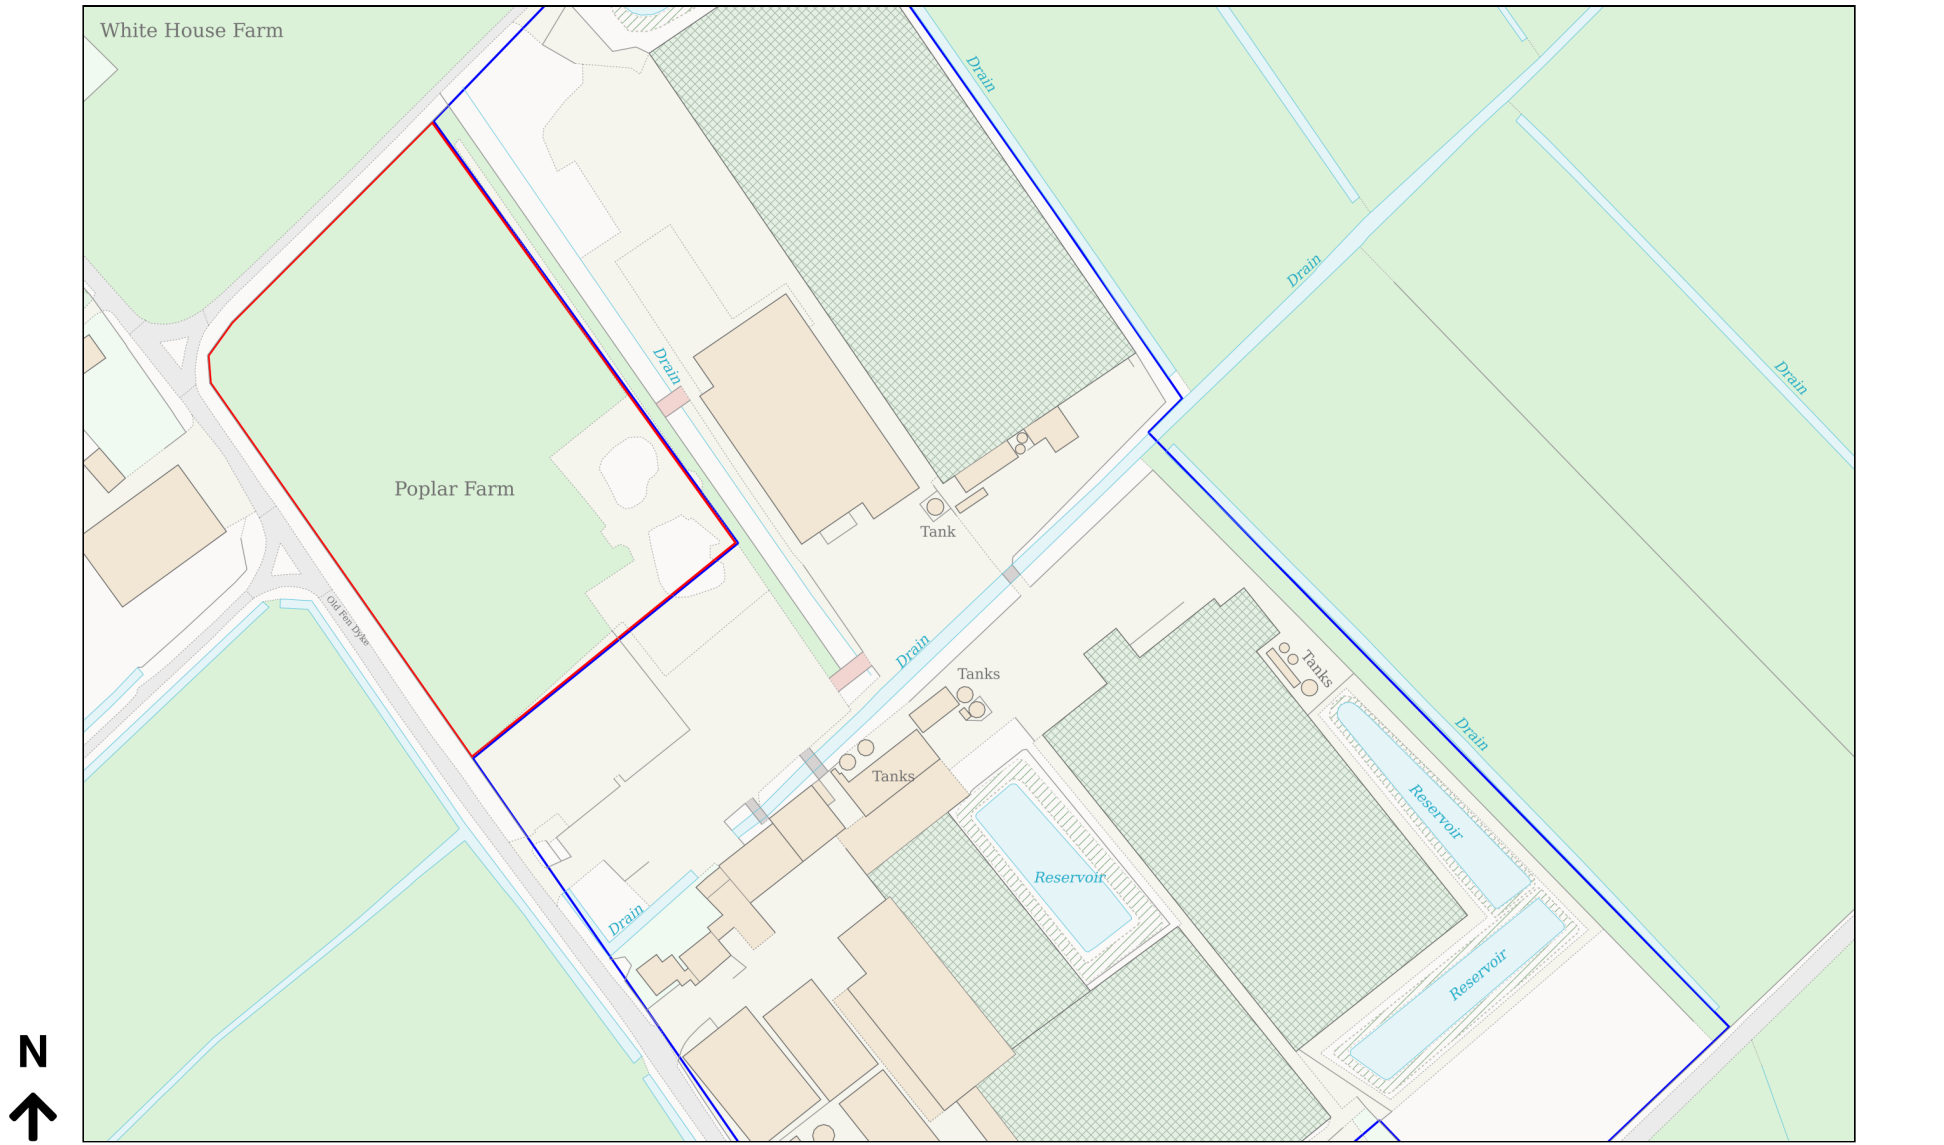 White House Farm
Drain
Drain
Drain
Drain
Poplar Farm
Tank
Old Fen Dyke
Drain
Tanks
Tanks
Drain
Tanks
Reservoir
Reservoir
Drain
Reservoir
N